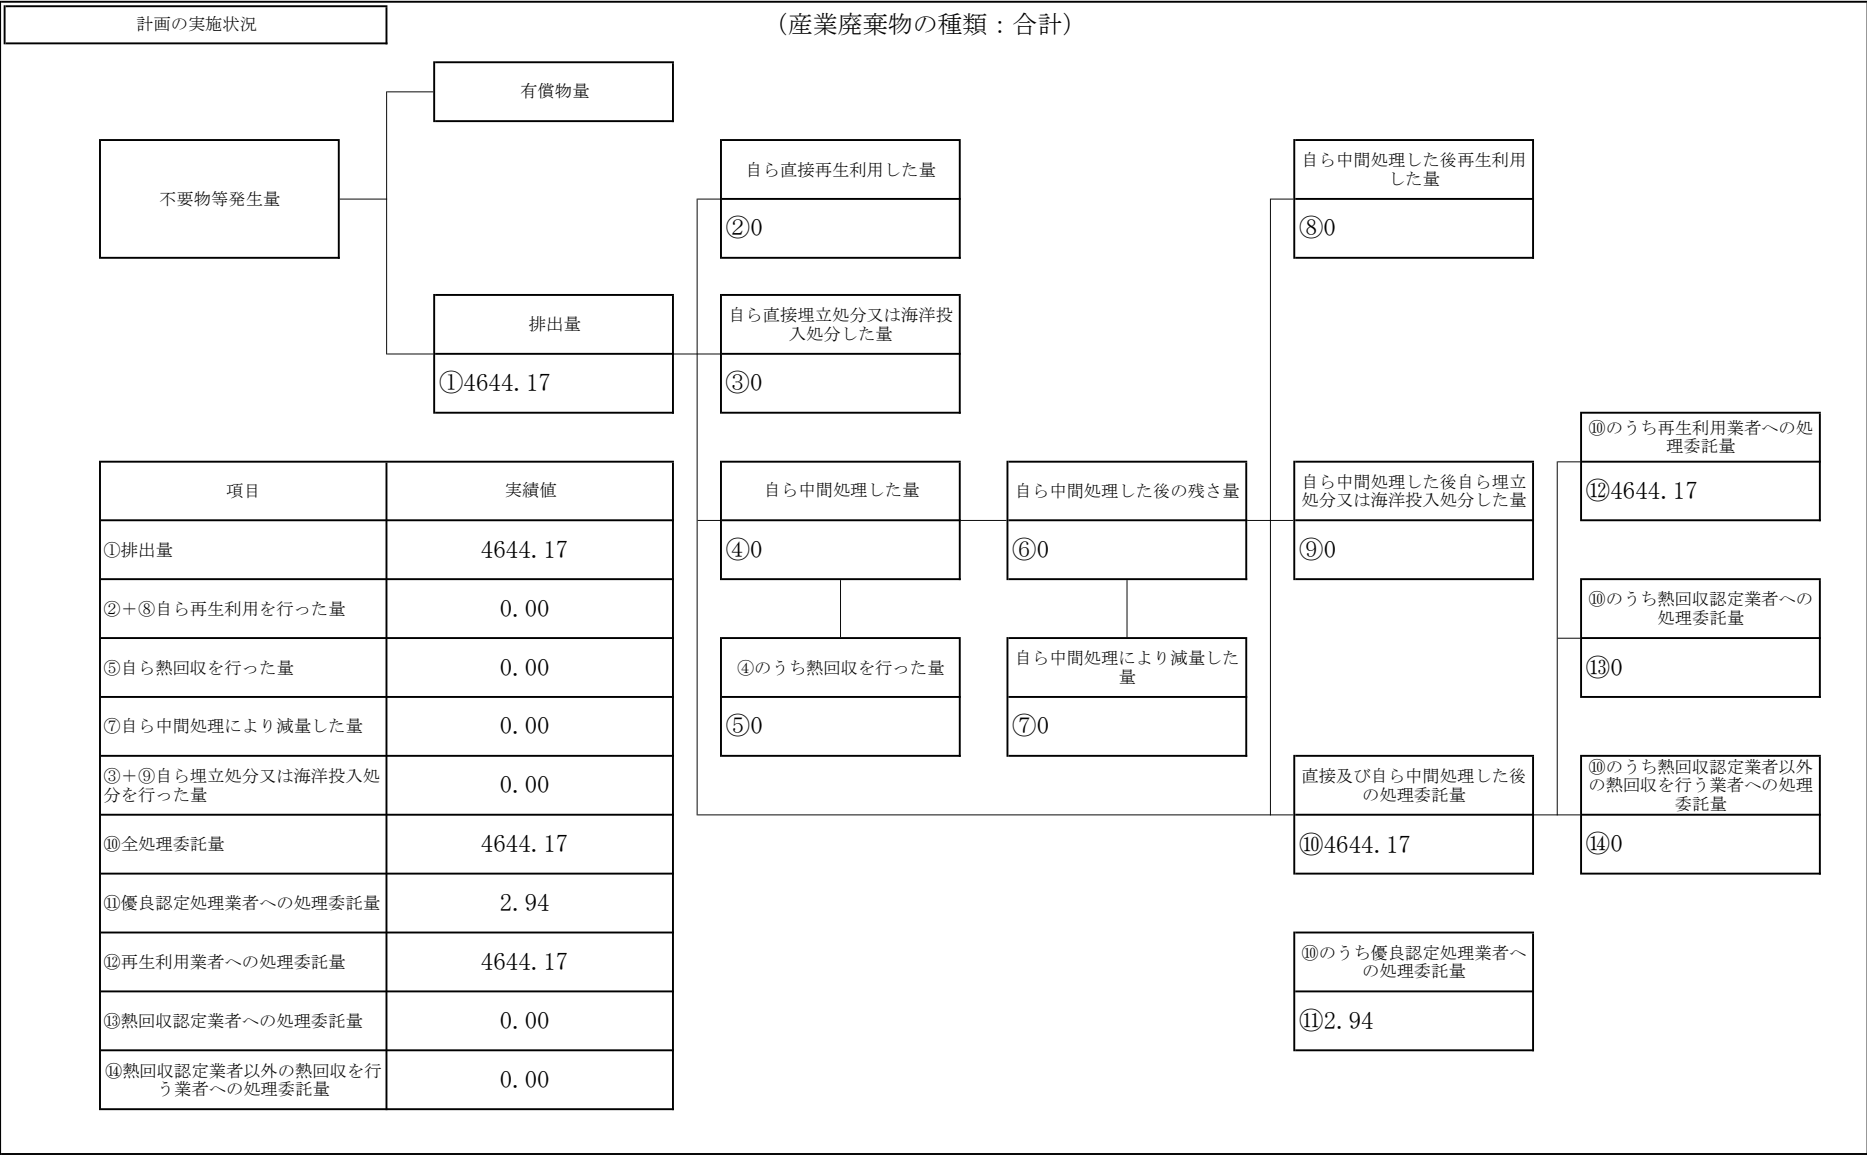 計画の実施状況
（産業廃棄物の種類：合計）
有償物量
不要物等発生量
自ら直接再生利用した量
②0
自ら中間処理した後再生利用
した量
⑧0
排出量
①4644.17
自ら直接埋立処分又は海洋投
入処分した量
③0
⑩のうち再生利用業者への処
理委託量
⑫4644.17
自ら中間処理した量
④0
自ら中間処理した後の残さ量
⑥0
自ら中間処理した後自ら埋立
処分又は海洋投入処分した量
⑨0
⑩のうち熱回収認定業者への
処理委託量
⑬0
④のうち熱回収を行った量
⑤0
自ら中間処理により減量した
量
⑦0
直接及び自ら中間処理した後
の処理委託量
⑩4644.17
⑩のうち熱回収認定業者以外
の熱回収を行う業者への処理
委託量
⑭0
⑩のうち優良認定処理業者へ
の処理委託量
⑪2.94
項目 実績値
①排出量 4644.17
②＋⑧自ら再生利用を行った量 0.00
⑤自ら熱回収を行った量 0.00
⑦自ら中間処理により減量した量 0.00
③＋⑨自ら埋立処分又は海洋投入処
分を行った量 0.00
⑩全処理委託量 4644.17
⑪優良認定処理業者への処理委託量 2.94
⑫再生利用業者への処理委託量 4644.17
⑬熱回収認定業者への処理委託量 0.00
⑭熱回収認定業者以外の熱回収を行
う業者への処理委託量 0.00